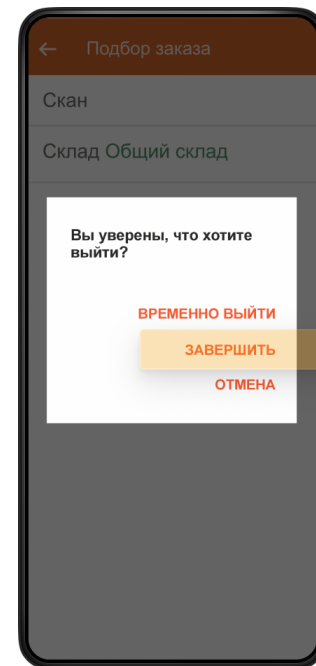 Подбор заказа
Скан
Склад Общий склад
Вы уверены, что хотите
выйти?
ВРЕМЕННО ВЫЙТИ
ЗАВЕРШИТЬ
ОТМЕНА